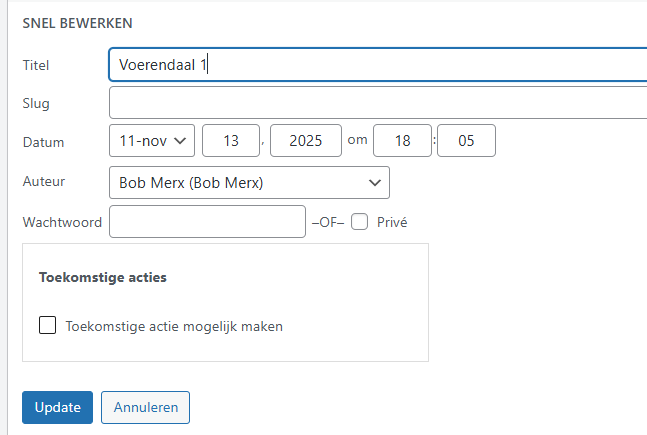 SNEL BEWERKEN
Titel Voerendaal 1
Slug
Datum 11-nov 13 , 2025 om 18 : 05
Auteur Bob Merx (Bob Merx)
Wachtwoord –OF– Privé
Toekomstige acties
Toekomstige actie mogelijk maken
Update Annuleren